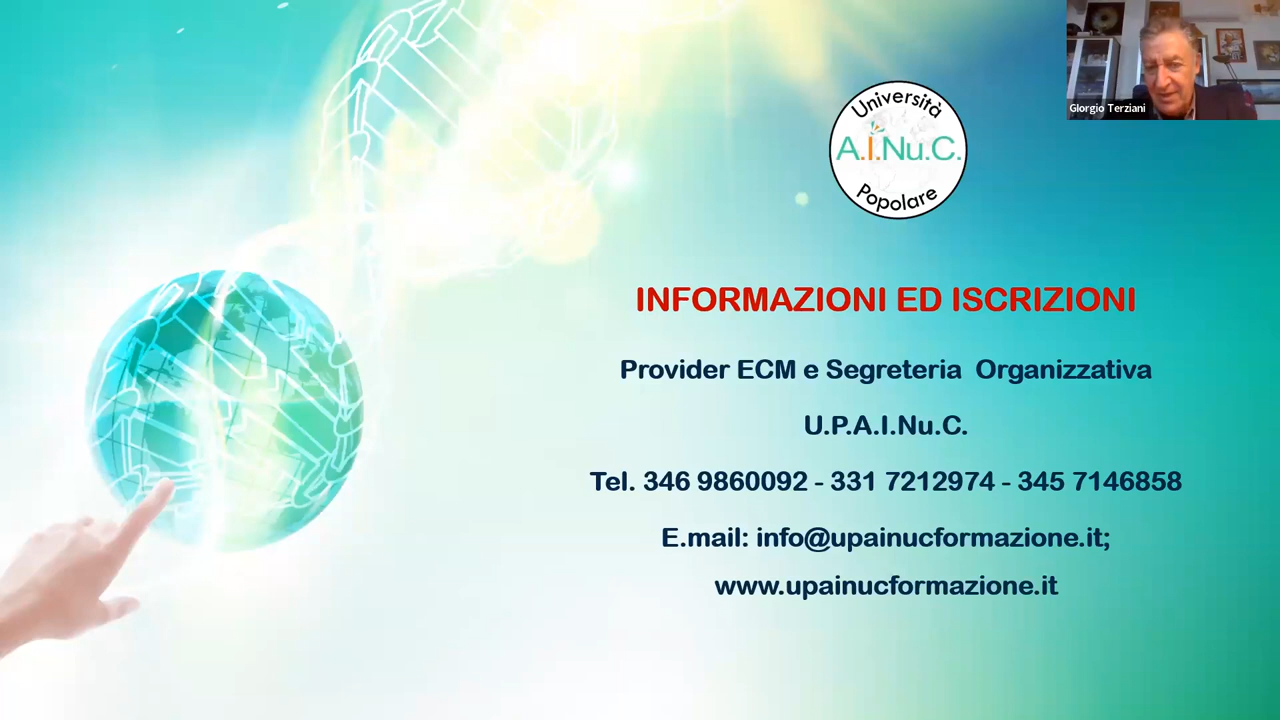 GIorgio Terziani
Università
A.I.Nu.C.
Popolare
INFORMAZIONI ED ISCRIZIONI
Provider ECM e Segreteria Organizzativa
U.P.A.I.Nu.C.
Tel. 346 9860092 - 331 7212974 - 345 7146858
E.mail: info@upainucformazione.it;
www.upainucformazione.it